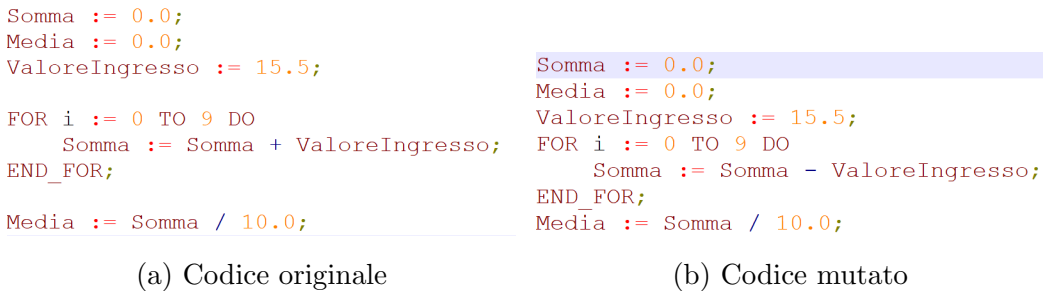 Somma := 0.0;
Media := 0.0;
ValoreIngresso := 15.5;
FOR i := 0 TO 9 DO
    Somma := Somma + ValoreIngresso;
END_FOR;
Media := Somma / 10.0;
(a) Codice originale
Somma := 0.0;
Media := 0.0;
ValoreIngresso := 15.5;
FOR i := 0 TO 9 DO
    Somma := Somma - ValoreIngresso;
END_FOR;
Media := Somma / 10.0;
(b) Codice mutato